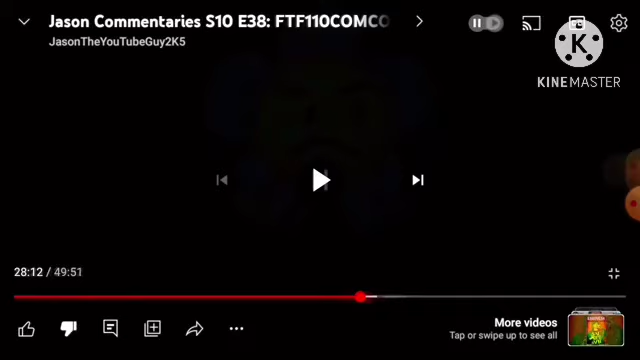 Jason Commentaries S10 E38: FTF110COMCO
JasonTheYouTubeGuy2K5
K
KINEMASTER
28:12 / 49:51
More videos
Tap or swipe up to see all